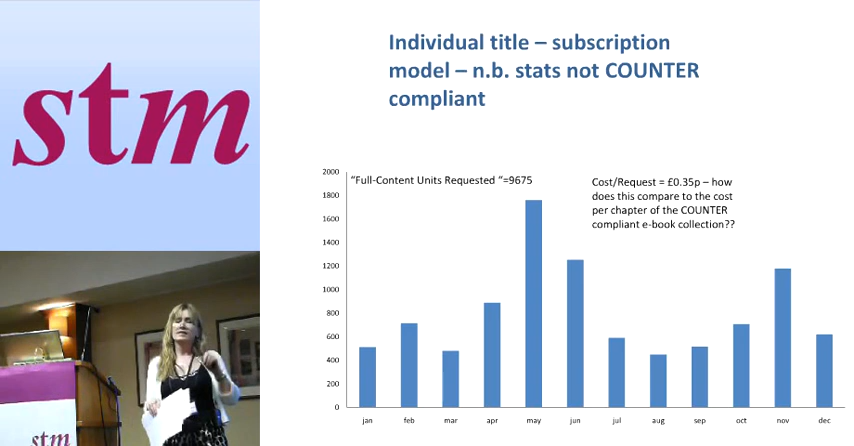 stm
Individual title – subscription
model – n.b. stats not COUNTER
compliant
"Full-Content Units Requested "=9675
Cost/Request = £0.35p – how
does this compare to the cost
per chapter of the COUNTER
compliant e-book collection??
2000
1800
1600
1400
1200
1000
800
600
400
200
0
jan feb mar apr may jun jul aug sep oct nov dec
stm